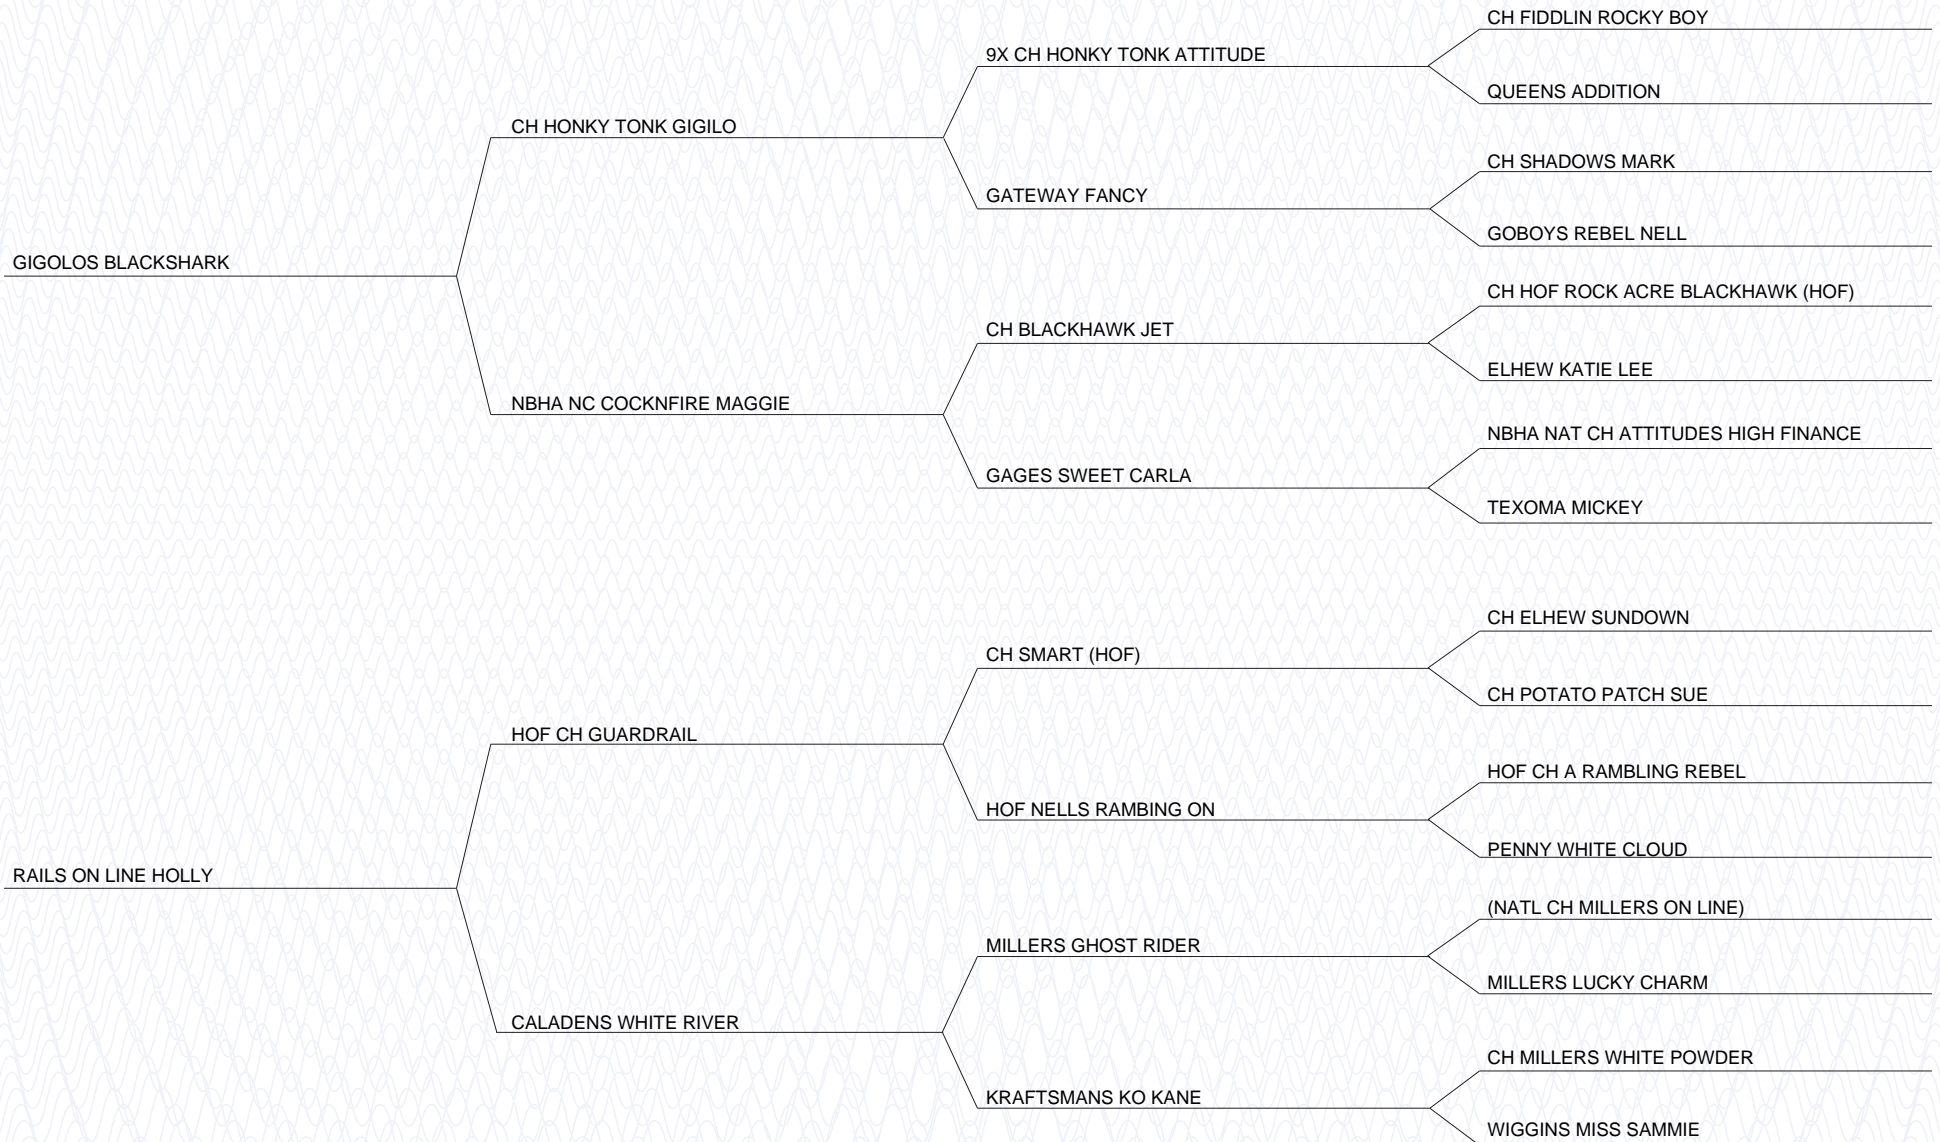 CH FIDDLIN ROCKY BOY
9X CH HONKY TONK ATTITUDE
QUEENS ADDITION
CH HONKY TONK GIGILO
CH SHADOWS MARK
GATEWAY FANCY
GOBOYS REBEL NELL
GIGOLOS BLACKSHARK
CH HOF ROCK ACRE BLACKHAWK (HOF)
CH BLACKHAWK JET
ELHEW KATIE LEE
NBHA NC COCKNFIRE MAGGIE
NBHA NAT CH ATTITUDES HIGH FINANCE
GAGES SWEET CARLA
TEXOMA MICKEY
CH ELHEW SUNDOWN
CH SMART (HOF)
CH POTATO PATCH SUE
HOF CH GUARDRAIL
HOF CH A RAMBLING REBEL
HOF NELLS RAMBING ON
PENNY WHITE CLOUD
RAILS ON LINE HOLLY
(NATL CH MILLERS ON LINE)
MILLERS GHOST RIDER
MILLERS LUCKY CHARM
CALADENS WHITE RIVER
CH MILLERS WHITE POWDER
KRAFTSMANS KO KANE
WIGGINS MISS SAMMIE